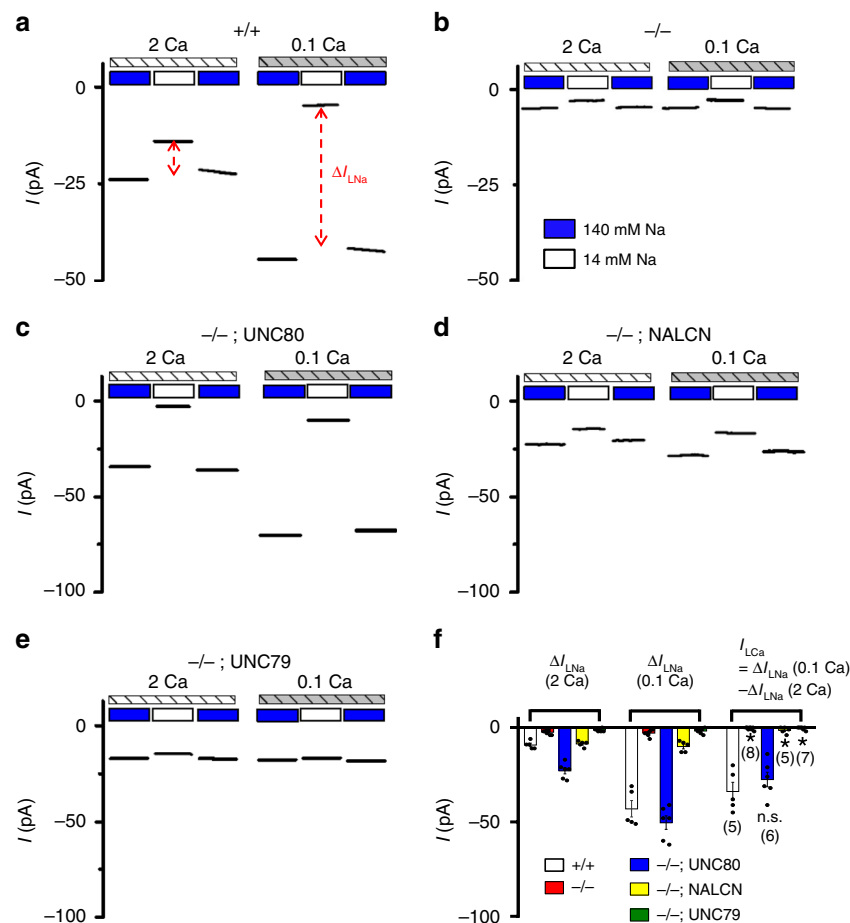 a
+/+
2 Ca
0.1 Ca
0
−25
−50
I (pA)
ΔI_LNa
b
−/−
2 Ca
0.1 Ca
0
−25
−50
I (pA)
140 mM Na
14 mM Na
c
−/− ; UNC80
2 Ca
0.1 Ca
0
−50
−100
I (pA)
d
−/− ; NALCN
2 Ca
0.1 Ca
0
−50
−100
I (pA)
e
−/− ; UNC79
2 Ca
0.1 Ca
0
−50
−100
I (pA)
f
ΔI_LNa
(2 Ca)
ΔI_LNa
(0.1 Ca)
I_LCa
= ΔI_LNa (0.1 Ca)
−ΔI_LNa (2 Ca)
0
−50
−100
I (pA)
(5)
*
(8)
n.s.
(6)
*
(5)
*
(7)
+/+
−/−
−/−; UNC80
−/−; NALCN
−/−; UNC79